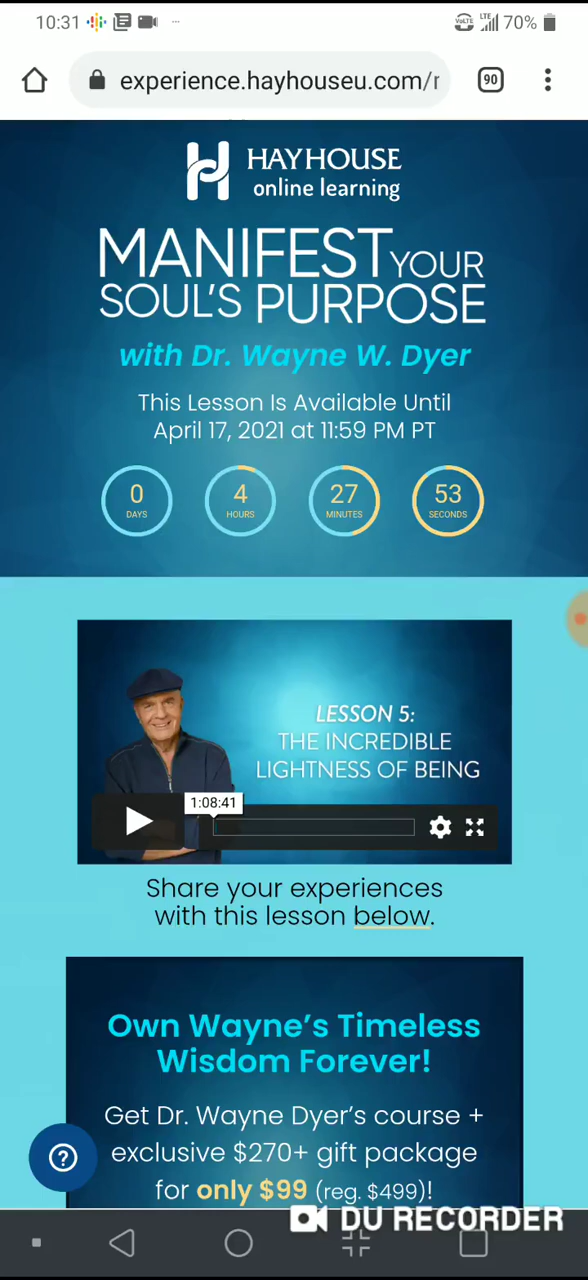 10:31 LTE 70%
experience.hayhouseu.com/r 90
HAYHOUSE
online learning
MANIFEST YOUR
SOUL'S PURPOSE
with Dr. Wayne W. Dyer
This Lesson Is Available Until
April 17, 2021 at 11:59 PM PT
0 4 27 53
DAYS HOURS MINUTES SECONDS
LESSON 5:
THE INCREDIBLE
LIGHTNESS OF BEING
1:08:41
Share your experiences
with this lesson below.
Own Wayne's Timeless
Wisdom Forever!
Get Dr. Wayne Dyer's course +
exclusive $270+ gift package
for only $99 (reg. $499)!
?
DU RECORDER